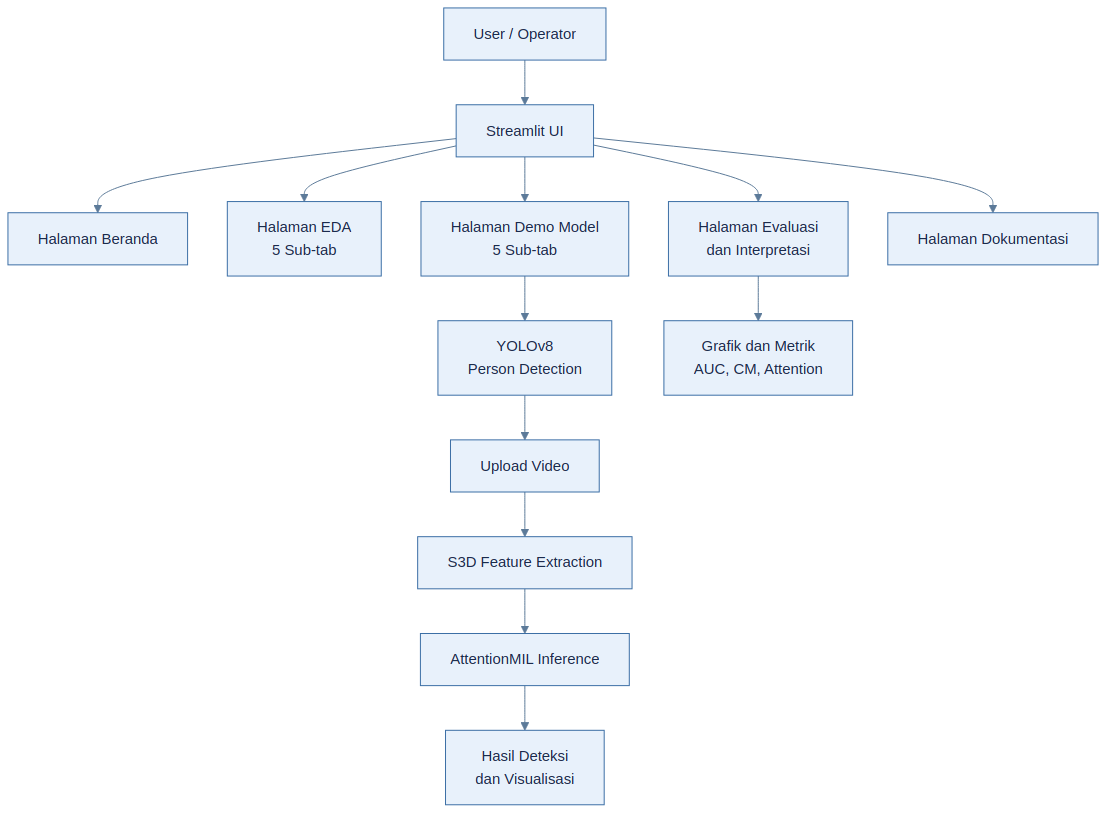 User / Operator
Streamlit UI
Halaman Beranda
Halaman EDA
5 Sub-tab
Halaman Demo Model
5 Sub-tab
Halaman Evaluasi
dan Interpretasi
Halaman Dokumentasi
YOLOv8
Person Detection
Grafik dan Metrik
AUC, CM, Attention
Upload Video
S3D Feature Extraction
AttentionMIL Inference
Hasil Deteksi
dan Visualisasi